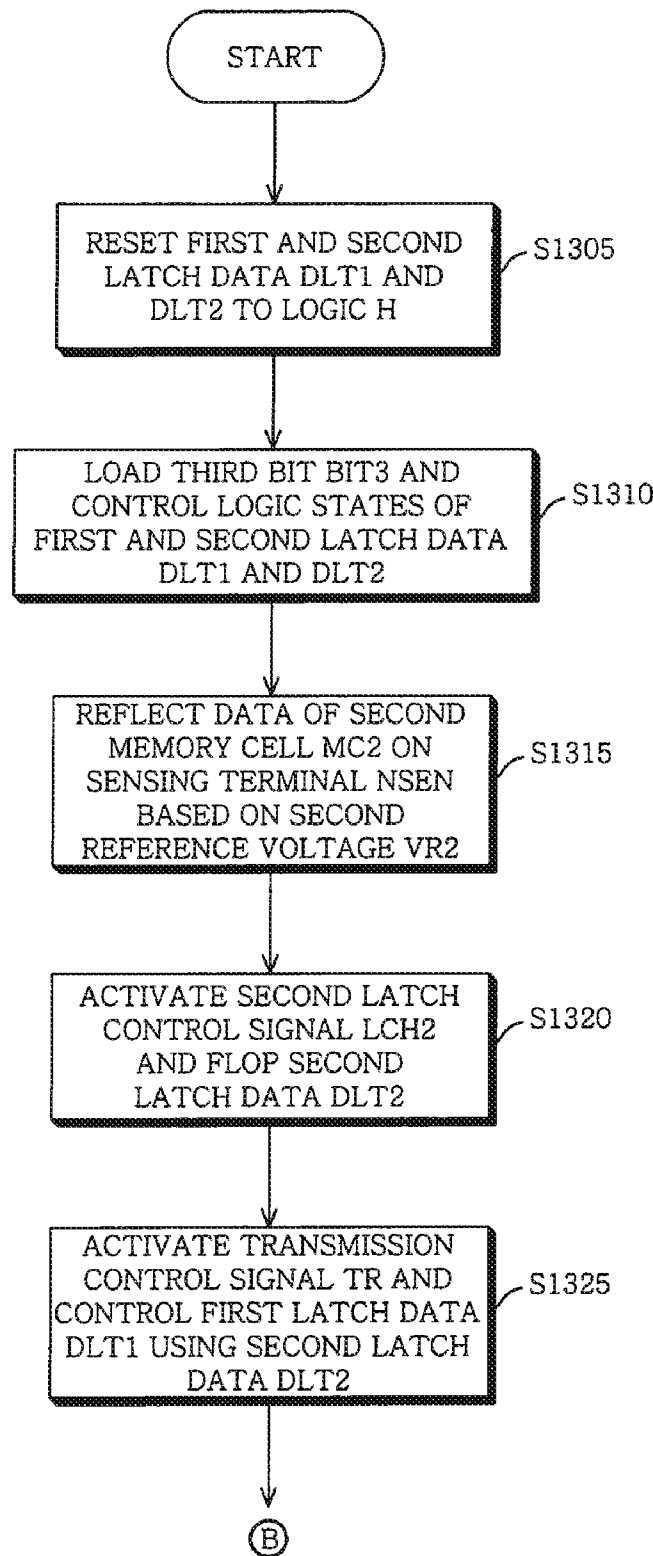 START
RESET FIRST AND SECOND
LATCH DATA DLT1 AND
DLT2 TO LOGIC H
S1305
LOAD THIRD BIT BIT3 AND
CONTROL LOGIC STATES OF
FIRST AND SECOND LATCH DATA
DLT1 AND DLT2
S1310
REFLECT DATA OF SECOND
MEMORY CELL MC2 ON
SENSING TERMINAL NSEN
BASED ON SECOND
REFERENCE VOLTAGE VR2
S1315
ACTIVATE SECOND LATCH
CONTROL SIGNAL LCH2
AND FLOP SECOND
LATCH DATA DLT2
S1320
ACTIVATE TRANSMISSION
CONTROL SIGNAL TR AND
CONTROL FIRST LATCH DATA
DLT1 USING SECOND LATCH
DATA DLT2
S1325
B